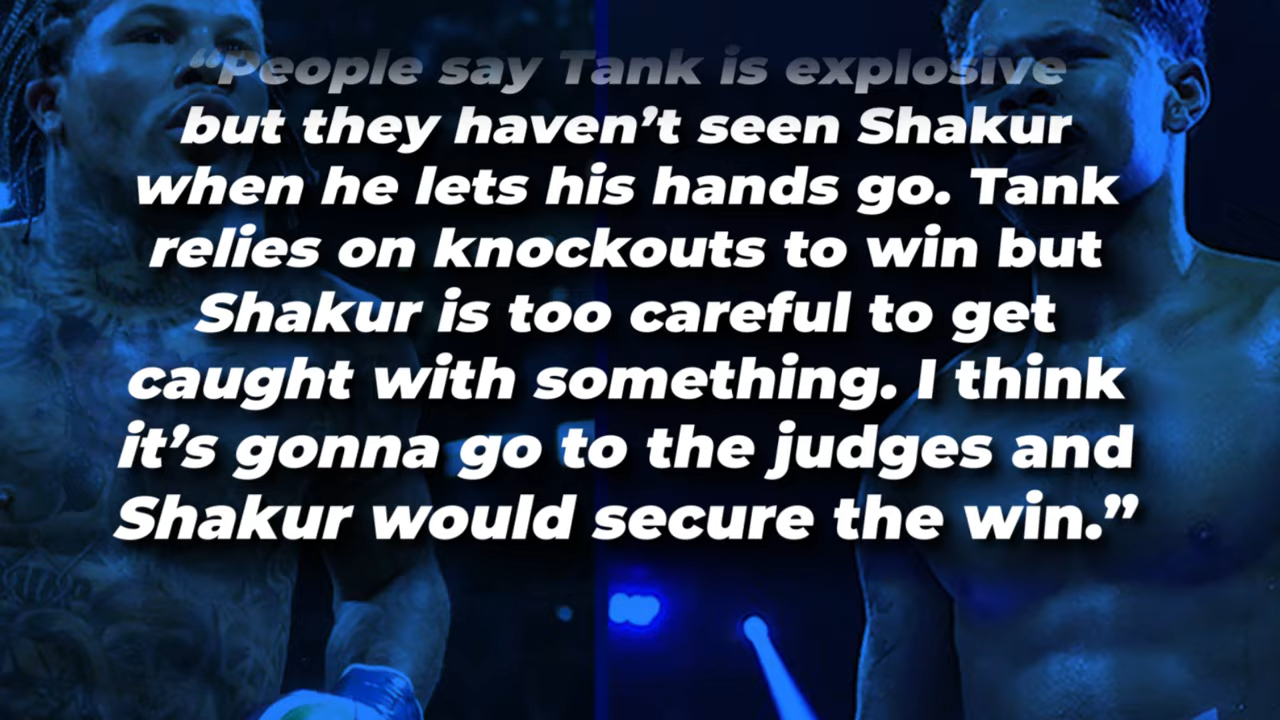 “People say Tank is explosive
but they haven’t seen Shakur
when he lets his hands go. Tank
relies on knockouts to win but
Shakur is too careful to get
caught with something. I think
it’s gonna go to the judges and
Shakur would secure the win.”